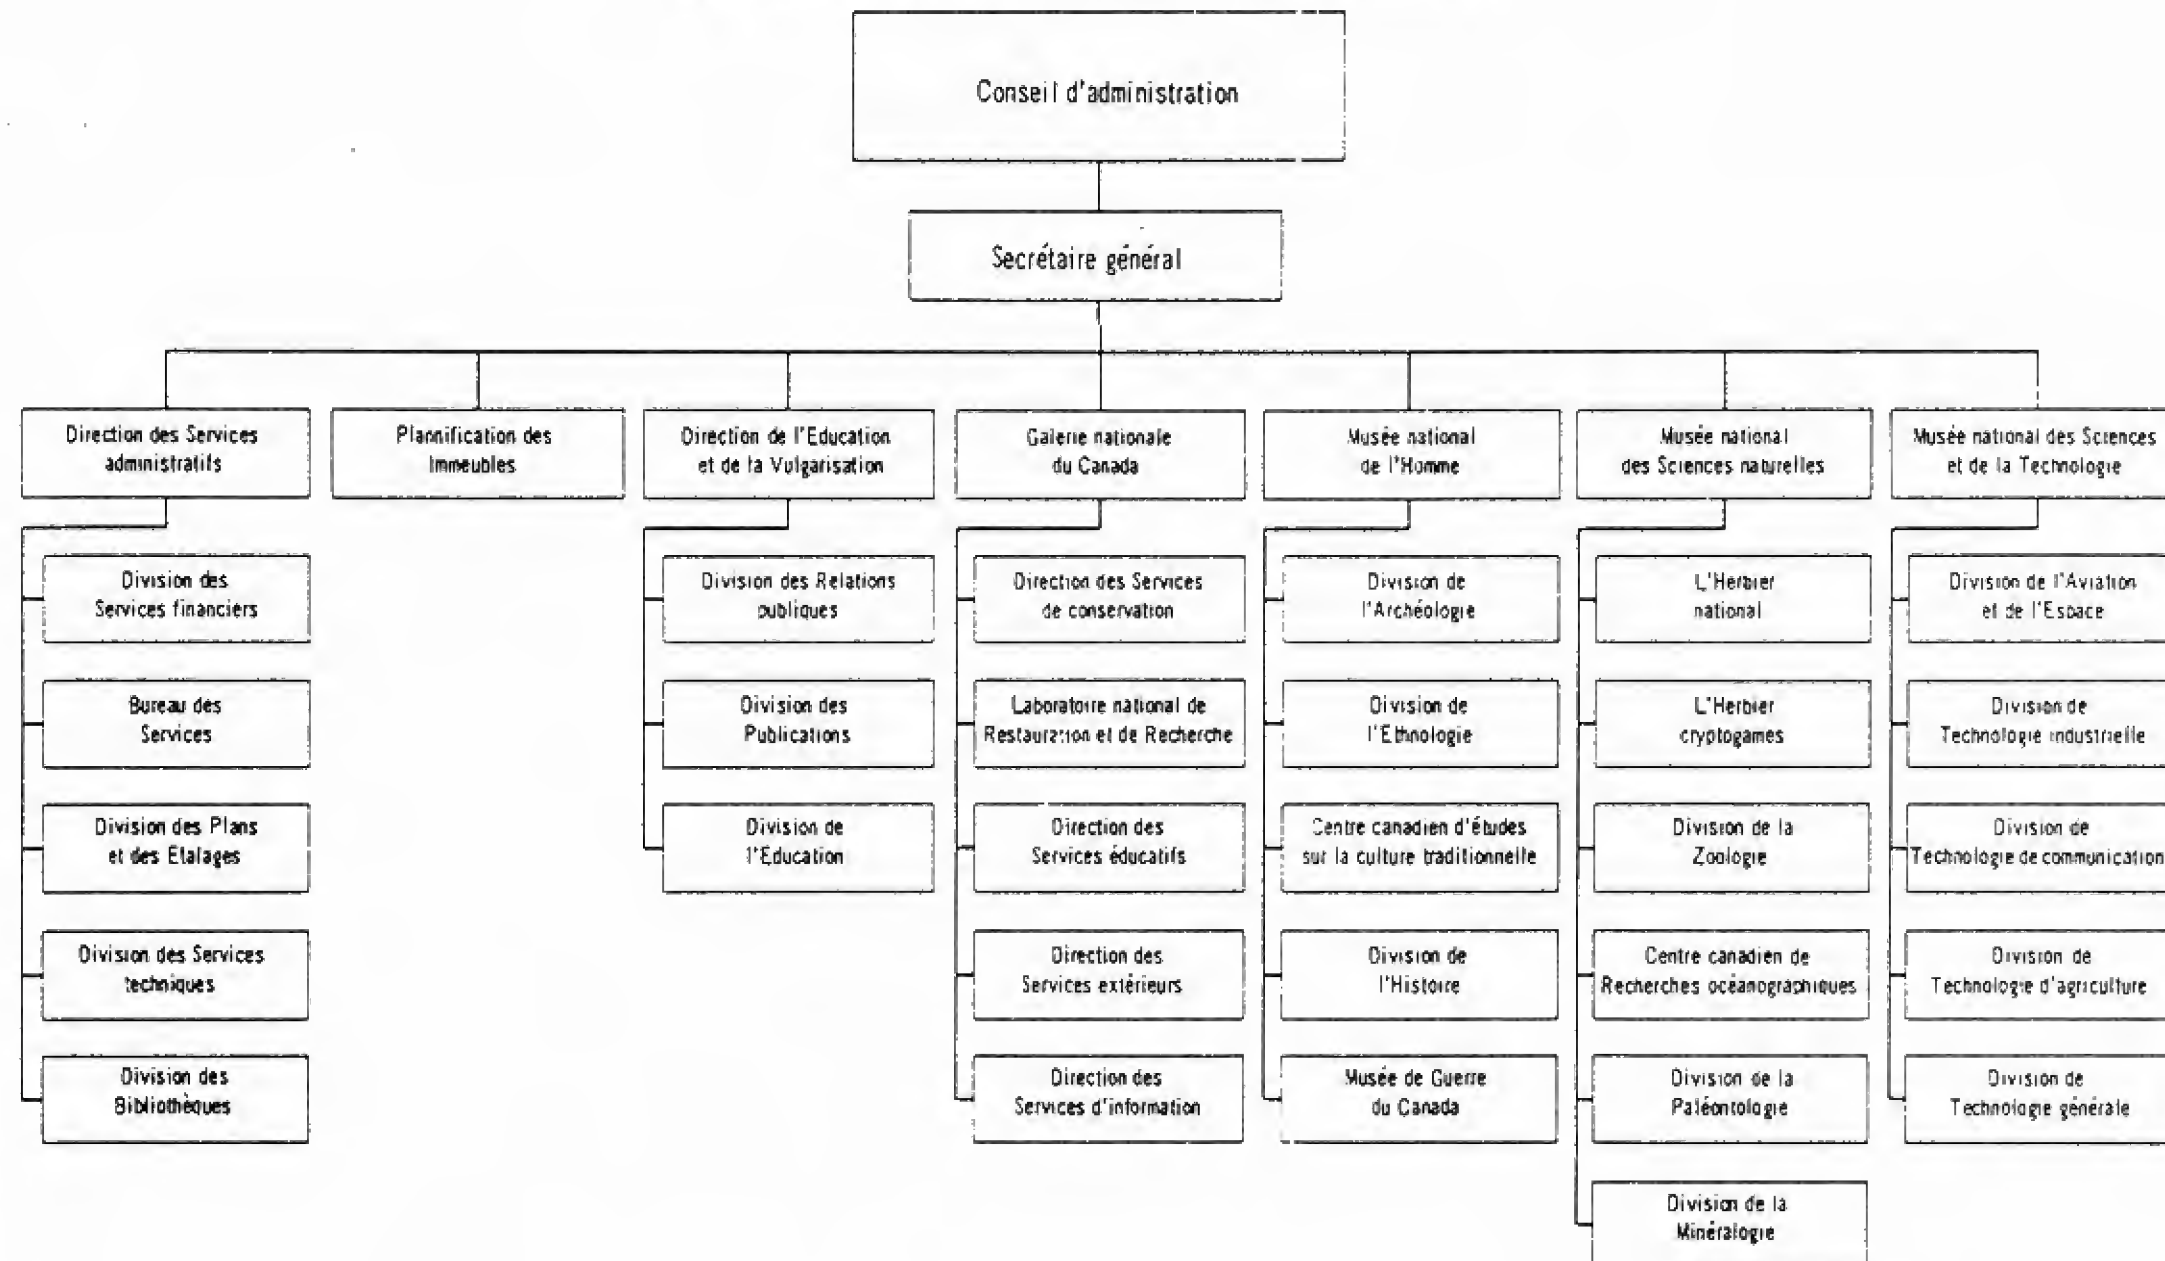 Conseil d'administration
Secrétaire général
Direction des Services
administratifs
Plannification des
Immeubles
Direction de l'Education
et de la Vulgarisation
Galerie nationale
du Canada
Musée national
de l'Homme
Musée national
des Sciences naturelles
Musée national des Sciences
et de la Technologie
Division des
Services financiers
Bureau des
Services
Division des Plans
et des Etalages
Division des Services
techniques
Division des
Bibliothèques
Division des Relations
publiques
Division des
Publications
Division de
l'Education
Direction des Services
de conservation
Laboratoire national de
Restauration et de Recherche
Direction des
Services éducatifs
Direction des
Services extérieurs
Direction des
Services d'information
Division de
l'Archéologie
Division de
l'Ethnologie
Centre canadien d'études
sur la culture traditionnelle
Division de
l'Histoire
Musée de Guerre
du Canada
L'Herbier
national
L'Herbier
cryptogames
Division de la
Zoologie
Centre canadien de
Recherches océanographiques
Division de la
Paléontologie
Division de la
Minéralogie
Division de l'Aviation
et de l'Espace
Division de
Technologie industrielle
Division de
Technologie de communication
Division de
Technologie d'agriculture
Division de
Technologie générale